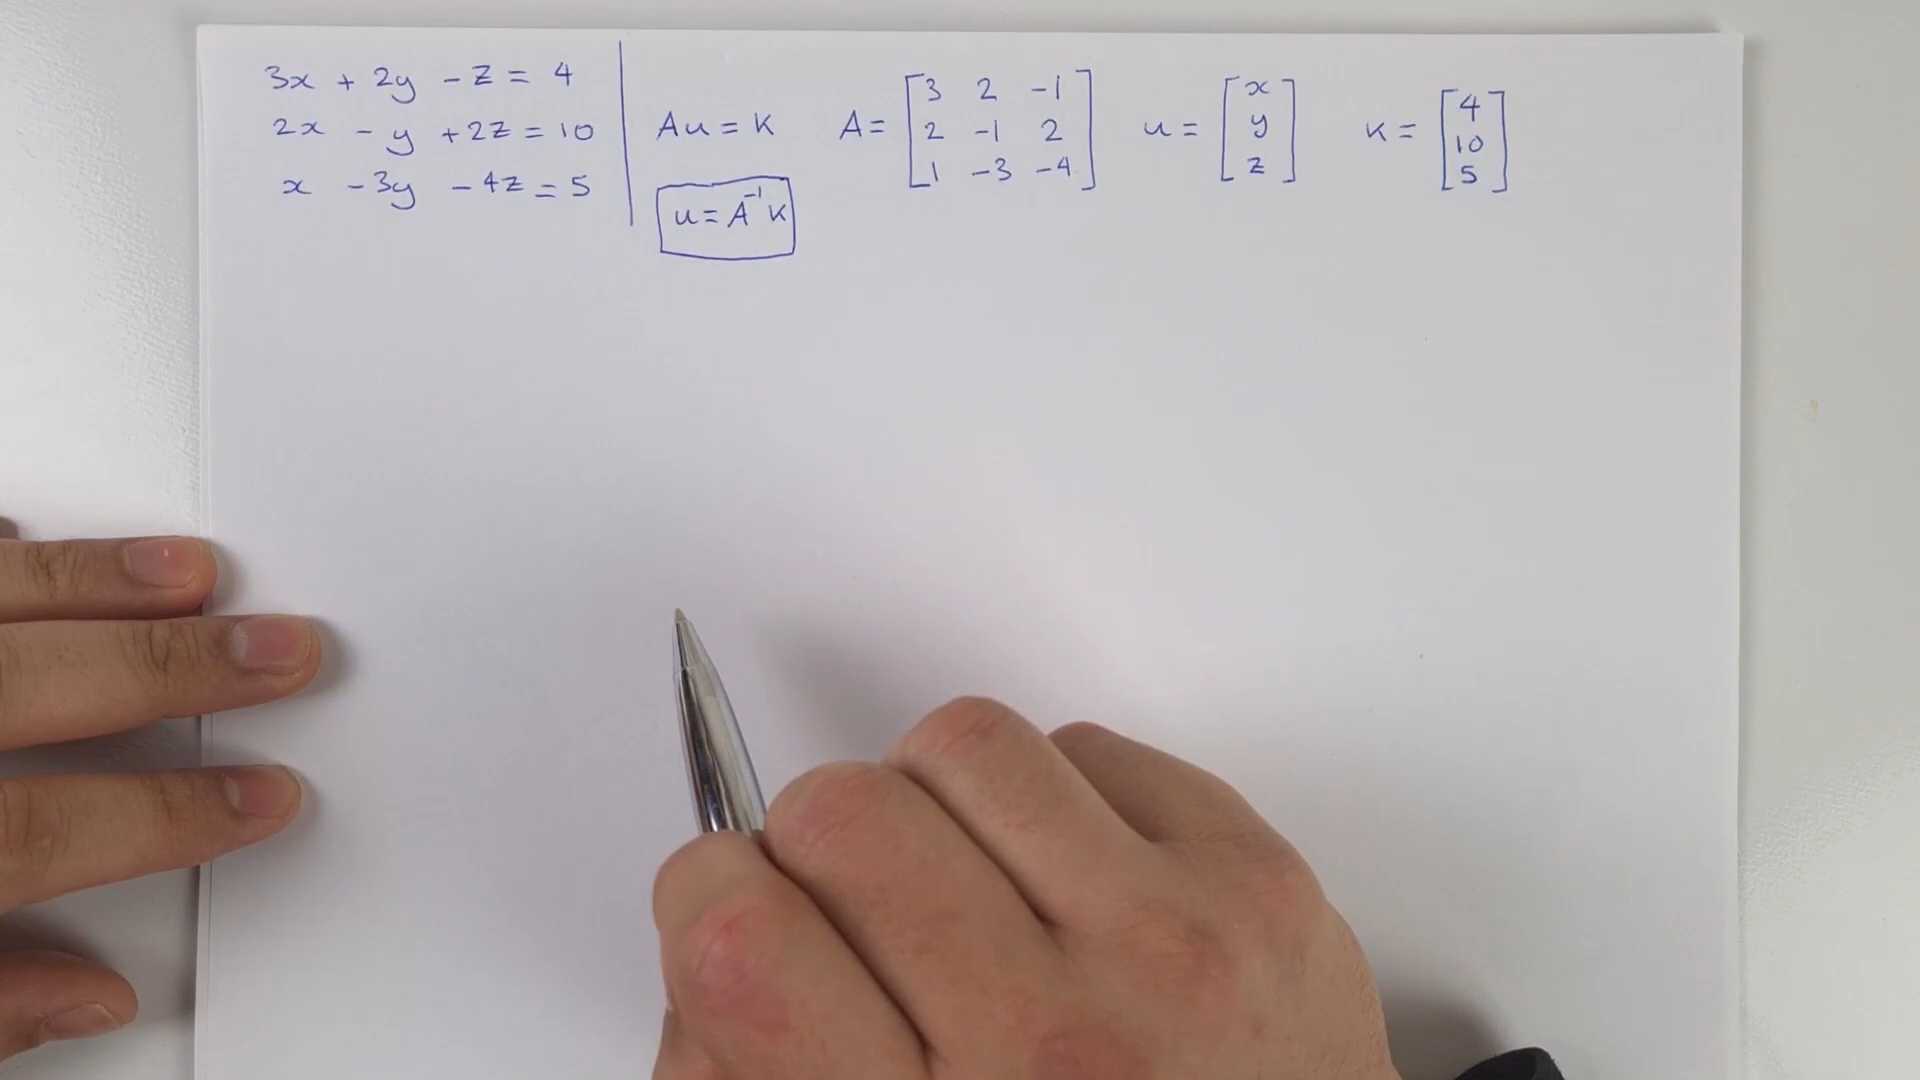 3x + 2y - z = 4
2x - y + 2z = 10
x - 3y - 4z = 5
Au = K
u = A⁻¹ K
A = [3 2 -1
2 -1 2
1 -3 -4]
u = [x
y
z]
K = [4
10
5]